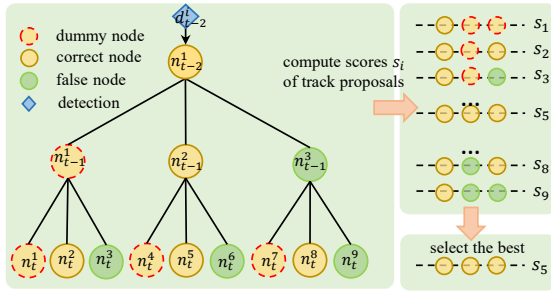 d^i_{t−2}
dummy node
correct node
false node
detection
n^1_{t−2}
n^1_{t−1}
n^2_{t−1}
n^3_{t−1}
n^1_t
n^2_t
n^3_t
n^4_t
n^5_t
n^6_t
n^7_t
n^8_t
n^9_t
compute scores s_i
of track proposals
s_1
s_2
s_3
...
s_5
...
s_8
s_9
select the best
s_5